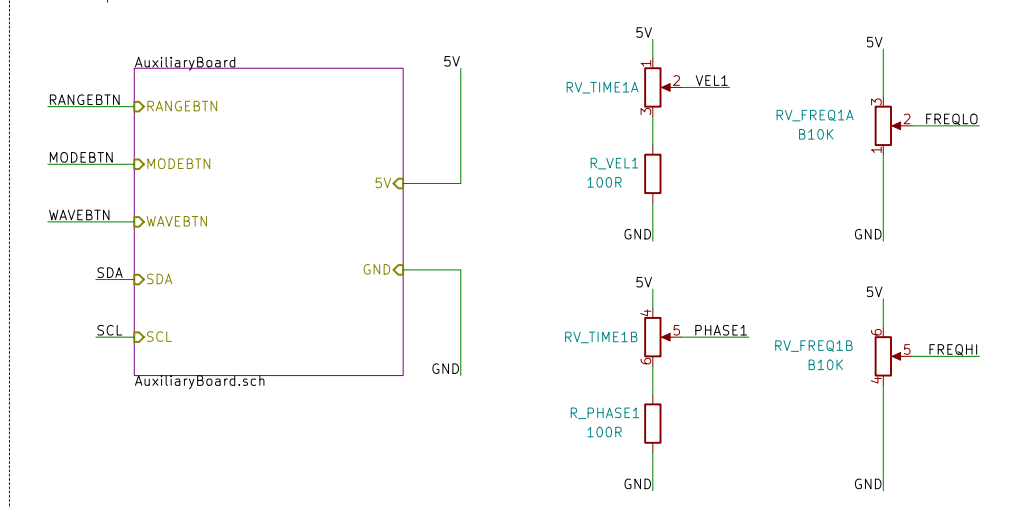 AuxiliaryBoard
RANGEBTN
RANGEBTN
MODEBTN
MODEBTN
WAVEBTN
WAVEBTN
SDA
SDA
SCL
SCL
5V
5V
GND
GND
AuxiliaryBoard.sch
5V
1
RV_TIME1A
2
VEL1
3
R_VEL1
100R
GND
5V
3
RV_FREQ1A
B10K
2
FREQLO
1
GND
5V
4
RV_TIME1B
5
PHASE1
6
R_PHASE1
100R
GND
5V
6
RV_FREQ1B
B10K
5
FREQHI
4
GND